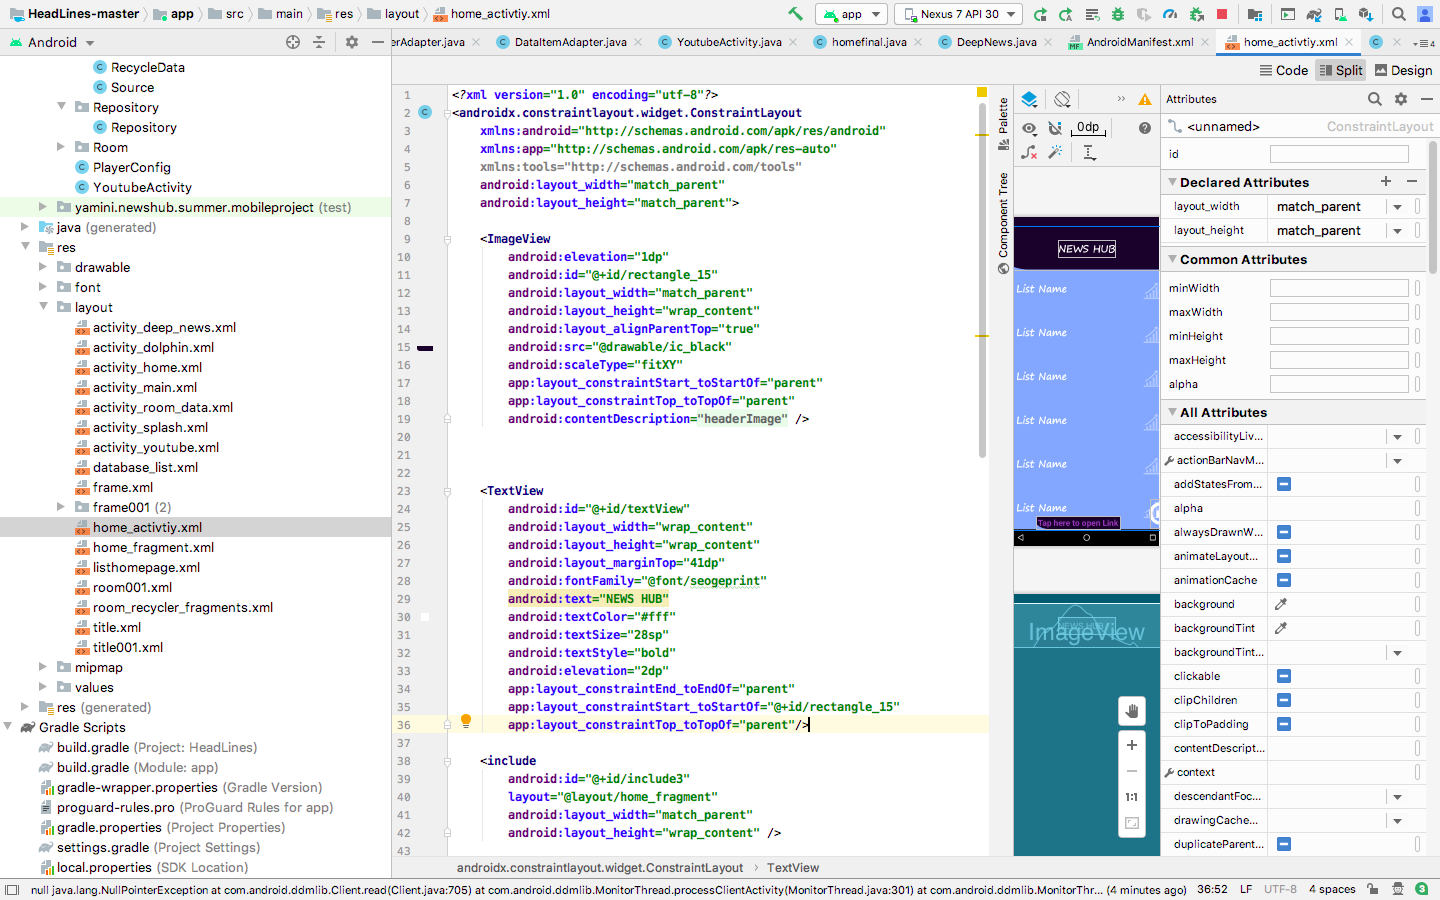 HeadLines-master
app
src
main
res
layout
home_activtiy.xml
app
Nexus 7 API 30
Android
erAdapter.java
DataItemAdapter.java
YoutubeActivity.java
homefinal.java
DeepNews.java
AndroidManifest.xml
home_activtiy.xml
4
Code
Split
Design
RecycleData
Source
Repository
Repository
Room
PlayerConfig
YoutubeActivity
yamini.newshub.summer.mobileproject (test)
java (generated)
res
drawable
font
layout
activity_deep_news.xml
activity_dolphin.xml
activity_home.xml
activity_main.xml
activity_room_data.xml
activity_splash.xml
activity_youtube.xml
database_list.xml
frame.xml
frame001 (2)
home_activtiy.xml
home_fragment.xml
listhomepage.xml
room001.xml
room_recycler_fragments.xml
title.xml
title001.xml
mipmap
values
res (generated)
Gradle Scripts
build.gradle (Project: HeadLines)
build.gradle (Module: app)
gradle-wrapper.properties (Gradle Version)
proguard-rules.pro (ProGuard Rules for app)
gradle.properties (Project Properties)
settings.gradle (Project Settings)
local.properties (SDK Location)
1 <?xml version="1.0" encoding="utf-8"?>
2 <androidx.constraintlayout.widget.ConstraintLayout
3 xmlns:android="http://schemas.android.com/apk/res/android"
4 xmlns:app="http://schemas.android.com/apk/res-auto"
5 xmlns:tools="http://schemas.android.com/tools"
6 android:layout_width="match_parent"
7 android:layout_height="match_parent">
8
9 <ImageView
10 android:elevation="1dp"
11 android:id="@+id/rectangle_15"
12 android:layout_width="match_parent"
13 android:layout_height="wrap_content"
14 android:layout_alignParentTop="true"
15 android:src="@drawable/ic_black"
16 android:scaleType="fitXY"
17 app:layout_constraintStart_toStartOf="parent"
18 app:layout_constraintTop_toTopOf="parent"
19 android:contentDescription="headerImage" />
20
21
22
23 <TextView
24 android:id="@+id/textView"
25 android:layout_width="wrap_content"
26 android:layout_height="wrap_content"
27 android:layout_marginTop="41dp"
28 android:fontFamily="@font/seogeprint"
29 android:text="NEWS HUB"
30 android:textColor="#fff"
31 android:textSize="28sp"
32 android:textStyle="bold"
33 android:elevation="2dp"
34 app:layout_constraintEnd_toEndOf="parent"
35 app:layout_constraintStart_toStartOf="@+id/rectangle_15"
36 app:layout_constraintTop_toTopOf="parent"/>
37
38 <include
39 android:id="@+id/include3"
40 layout="@layout/home_fragment"
41 android:layout_width="match_parent"
42 android:layout_height="wrap_content" />
43
androidx.constraintlayout.widget.ConstraintLayout
TextView
Palette
Component Tree
0dp
NEWS HUB
List Name
List Name
List Name
List Name
List Name
List Name
Tap here to open Link
NEWS HUB
ImageView
1:1
Attributes
<unnamed>
ConstraintLayout
id
Declared Attributes
layout_width match_parent
layout_height match_parent
Common Attributes
minWidth
maxWidth
minHeight
maxHeight
alpha
All Attributes
accessibilityLiv...
actionBarNavM...
addStatesFrom...
alpha
alwaysDrawnW...
animateLayout...
animationCache
background
backgroundTint
backgroundTint...
clickable
clipChildren
clipToPadding
contentDescript...
context
descendantFoc...
drawingCache...
duplicateParent...
null java.lang.NullPointerException at com.android.ddmlib.Client.read(Client.java:705) at com.android.ddmlib.MonitorThread.processClientActivity(MonitorThread.java:301) at com.android.ddmlib.MonitorThr... (4 minutes ago)
36:52
LF
UTF-8
4 spaces
3